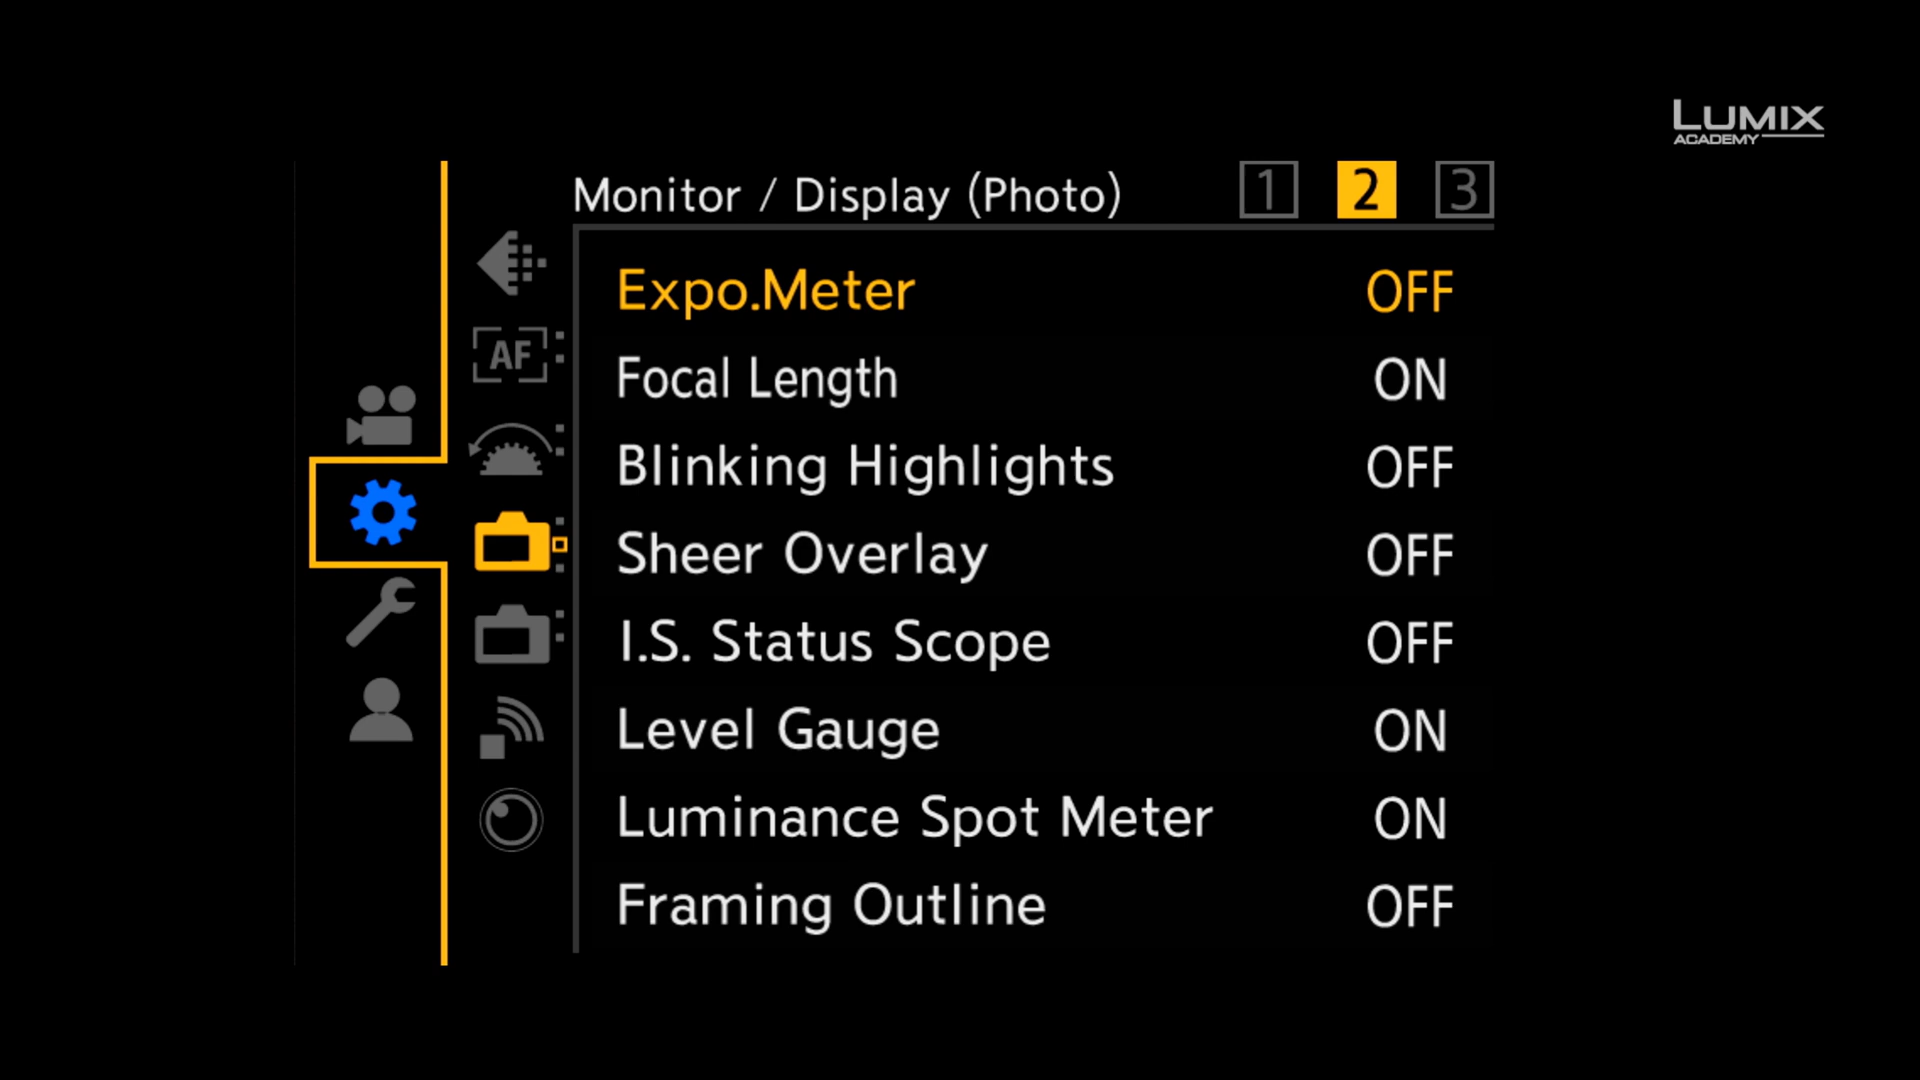 LUMIX
ACADEMY
Monitor / Display (Photo) 1 2 3
AF
Expo.Meter OFF
Focal Length ON
Blinking Highlights OFF
Sheer Overlay OFF
I.S. Status Scope OFF
Level Gauge ON
Luminance Spot Meter ON
Framing Outline OFF